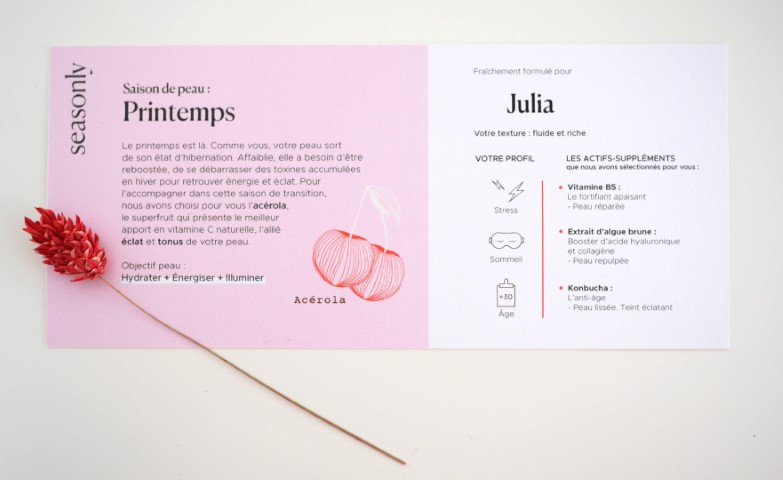 seasonly
Saison de peau :
Printemps
Le printemps est là. Comme vous, votre peau sort
de son état d'hibernation. Affaiblie, elle a besoin d'être
reboostée, de se débarrasser des toxines accumulées
en hiver pour retrouver énergie et éclat. Pour
l'accompagner dans cette saison de transition,
nous avons choisi pour vous l'acérola,
le superfruit qui présente le meilleur
apport en vitamine C naturelle, l'allié
éclat et tonus de votre peau.
Objectif peau :
Hydrater + Énergiser + Illuminer
Acérola
Fraîchement formulé pour
Julia
Votre texture : fluide et riche
VOTRE PROFIL
Stress
Sommeil
+30
Âge
LES ACTIFS-SUPPLÉMENTS
que nous avons sélectionnés pour vous :
Vitamine B5 :
Le fortifiant apaisant
- Peau réparée
Extrait d'algue brune :
Booster d'acide hyaluronique
et collagène
- Peau repulpée
Konbucha :
L'anti-âge
- Peau lissée. Teint éclatant